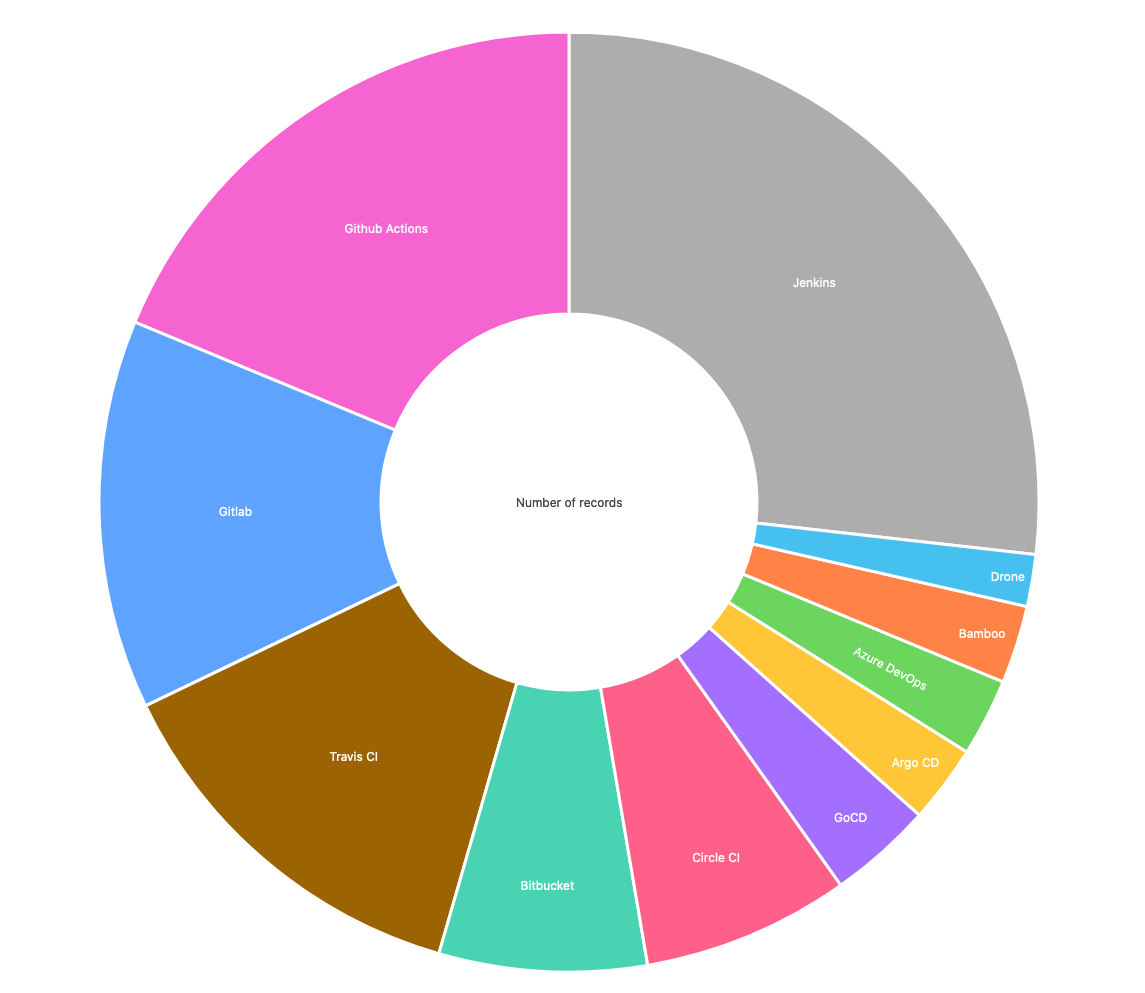 Github Actions
Jenkins
Gitlab
Number of records
Drone
Bamboo
Azure DevOps
Travis CI
Argo CD
GoCD
Circle CI
Bitbucket